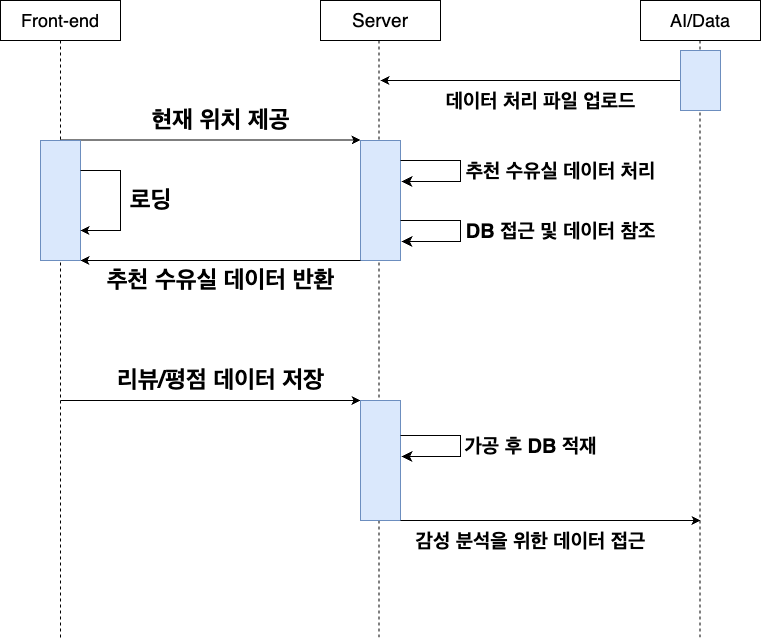 Front-end
Server
AI/Data
데이터 처리 파일 업로드
현재 위치 제공
추천 수유실 데이터 처리
로딩
DB 접근 및 데이터 참조
추천 수유실 데이터 반환
리뷰/평점 데이터 저장
가공 후 DB 적재
감성 분석을 위한 데이터 접근